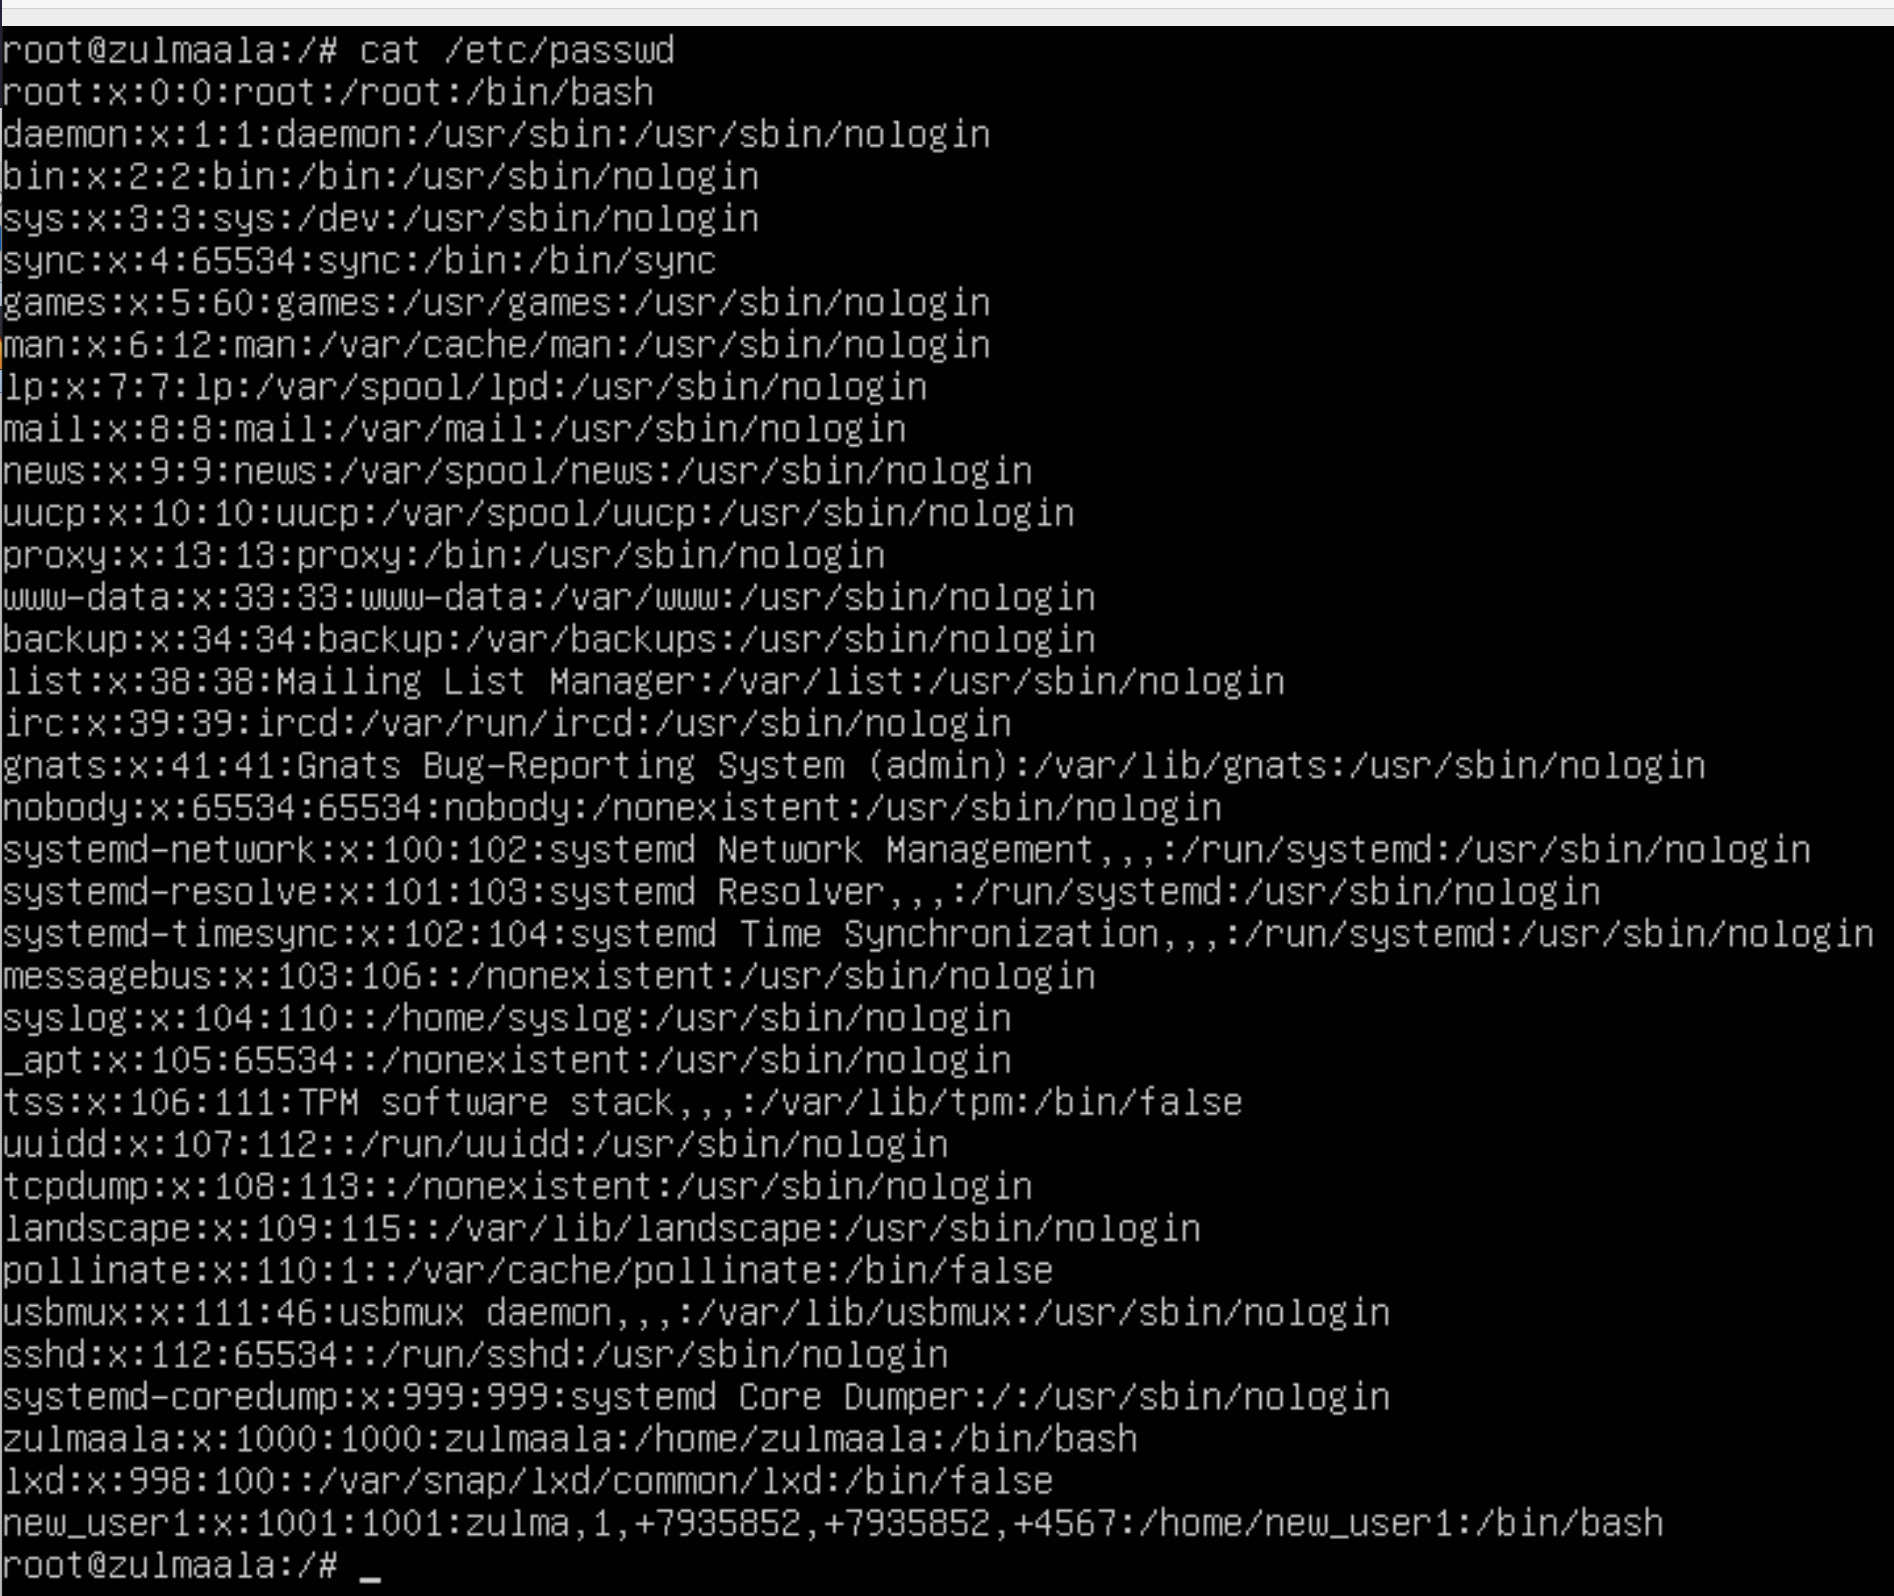 root@zulmaala:/# cat /etc/passwd
root:x:0:0:root:/root:/bin/bash
daemon:x:1:1:daemon:/usr/sbin:/usr/sbin/nologin
bin:x:2:2:bin:/bin:/usr/sbin/nologin
sys:x:3:3:sys:/dev:/usr/sbin/nologin
sync:x:4:65534:sync:/bin:/bin/sync
games:x:5:60:games:/usr/games:/usr/sbin/nologin
man:x:6:12:man:/var/cache/man:/usr/sbin/nologin
lp:x:7:7:lp:/var/spool/lpd:/usr/sbin/nologin
mail:x:8:8:mail:/var/mail:/usr/sbin/nologin
news:x:9:9:news:/var/spool/news:/usr/sbin/nologin
uucp:x:10:10:uucp:/var/spool/uucp:/usr/sbin/nologin
proxy:x:13:13:proxy:/bin:/usr/sbin/nologin
www-data:x:33:33:www-data:/var/www:/usr/sbin/nologin
backup:x:34:34:backup:/var/backups:/usr/sbin/nologin
list:x:38:38:Mailing List Manager:/var/list:/usr/sbin/nologin
irc:x:39:39:ircd:/var/run/ircd:/usr/sbin/nologin
gnats:x:41:41:Gnats Bug-Reporting System (admin):/var/lib/gnats:/usr/sbin/nologin
nobody:x:65534:65534:nobody:/nonexistent:/usr/sbin/nologin
systemd-network:x:100:102:systemd Network Management,,,:/run/systemd:/usr/sbin/nologin
systemd-resolve:x:101:103:systemd Resolver,,,:/run/systemd:/usr/sbin/nologin
systemd-timesync:x:102:104:systemd Time Synchronization,,,:/run/systemd:/usr/sbin/nologin
messagebus:x:103:106::/nonexistent:/usr/sbin/nologin
syslog:x:104:110::/home/syslog:/usr/sbin/nologin
_apt:x:105:65534::/nonexistent:/usr/sbin/nologin
tss:x:106:111:TPM software stack,,,:/var/lib/tpm:/bin/false
uuidd:x:107:112::/run/uuidd:/usr/sbin/nologin
tcpdump:x:108:113::/nonexistent:/usr/sbin/nologin
landscape:x:109:115::/var/lib/landscape:/usr/sbin/nologin
pollinate:x:110:1::/var/cache/pollinate:/bin/false
usbmux:x:111:46:usbmux daemon,,,:/var/lib/usbmux:/usr/sbin/nologin
sshd:x:112:65534::/run/sshd:/usr/sbin/nologin
systemd-coredump:x:999:999:systemd Core Dumper:/:/usr/sbin/nologin
zulmaala:x:1000:1000:zulmaala:/home/zulmaala:/bin/bash
lxd:x:998:100::/var/snap/lxd/common/lxd:/bin/false
new_user1:x:1001:1001:zulma,1,+7935852,+7935852,+4567:/home/new_user1:/bin/bash
root@zulmaala:/# _